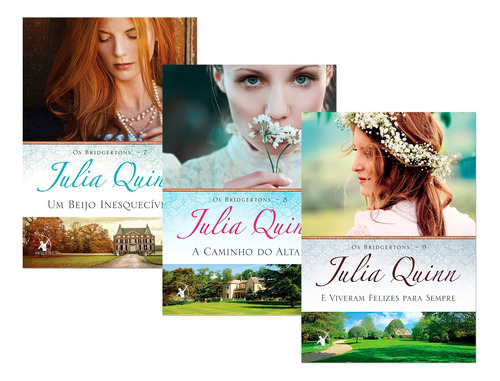 Os Bridgertons - 7
Julia Quin
Um Beijo Inesquecív
Os Bridgertons - 8
Julia Quin
A Caminho do Alta
Os Bridgertons - 9
Julia Quinn
E Viveram Felizes para Sempre